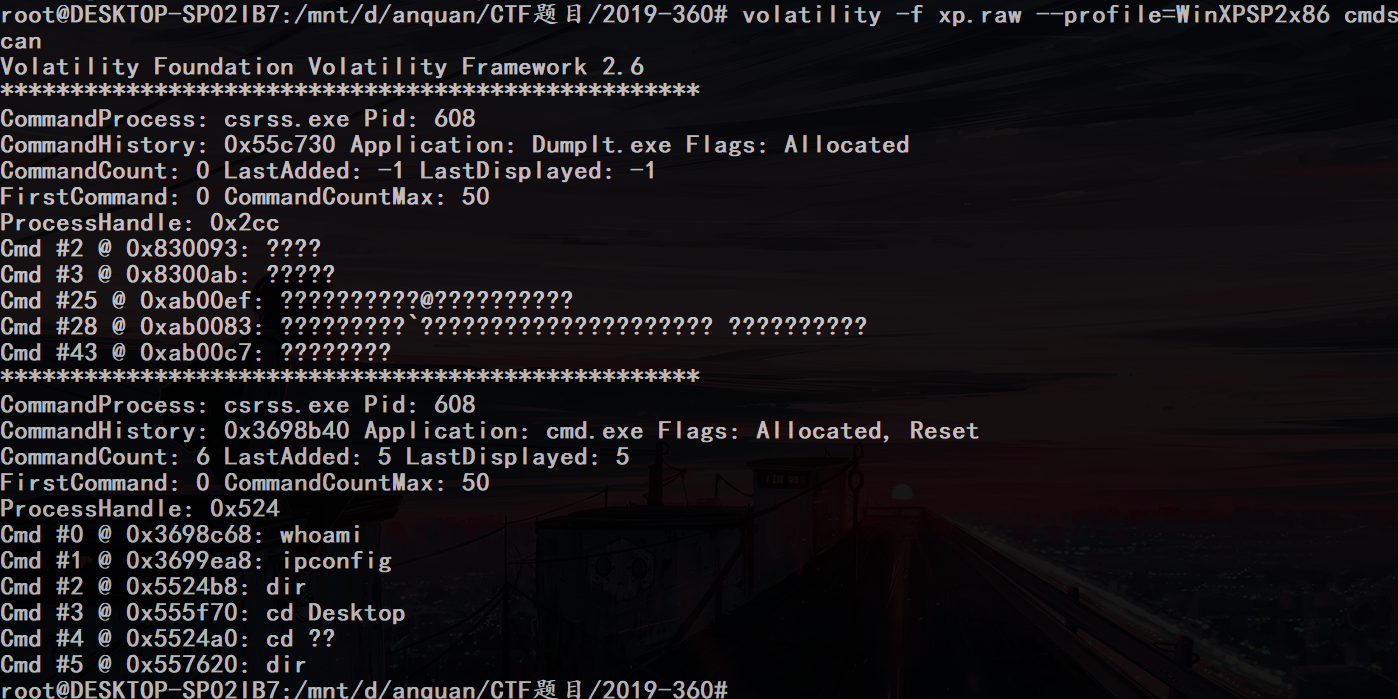 root@DESKTOP-SPO2IB7:/mnt/d/anquan/CTF题目/2019-360# volatility -f xp.raw --profile=WinXPSP2x86 cmds
can
Volatility Foundation Volatility Framework 2.6
**************************************************
CommandProcess: csrss.exe Pid: 608
CommandHistory: 0x55c730 Application: DumpIt.exe Flags: Allocated
CommandCount: 0 LastAdded: -1 LastDisplayed: -1
FirstCommand: 0 CommandCountMax: 50
ProcessHandle: 0x2cc
Cmd #2 @ 0x830093: ????
Cmd #3 @ 0x8300ab: ?????
Cmd #25 @ 0xab00ef: ??????????@??????????
Cmd #28 @ 0xab0083: ?????????`????????????????????? ??????????
Cmd #43 @ 0xab00c7: ????????
**************************************************
CommandProcess: csrss.exe Pid: 608
CommandHistory: 0x3698b40 Application: cmd.exe Flags: Allocated, Reset
CommandCount: 6 LastAdded: 5 LastDisplayed: 5
FirstCommand: 0 CommandCountMax: 50
ProcessHandle: 0x524
Cmd #0 @ 0x3698c68: whoami
Cmd #1 @ 0x3699ea8: ipconfig
Cmd #2 @ 0x5524b8: dir
Cmd #3 @ 0x555f70: cd Desktop
Cmd #4 @ 0x5524a0: cd ??
Cmd #5 @ 0x557620: dir
root@DESKTOP-SPO2IB7:/mnt/d/anquan/CTF题目/2019-360#